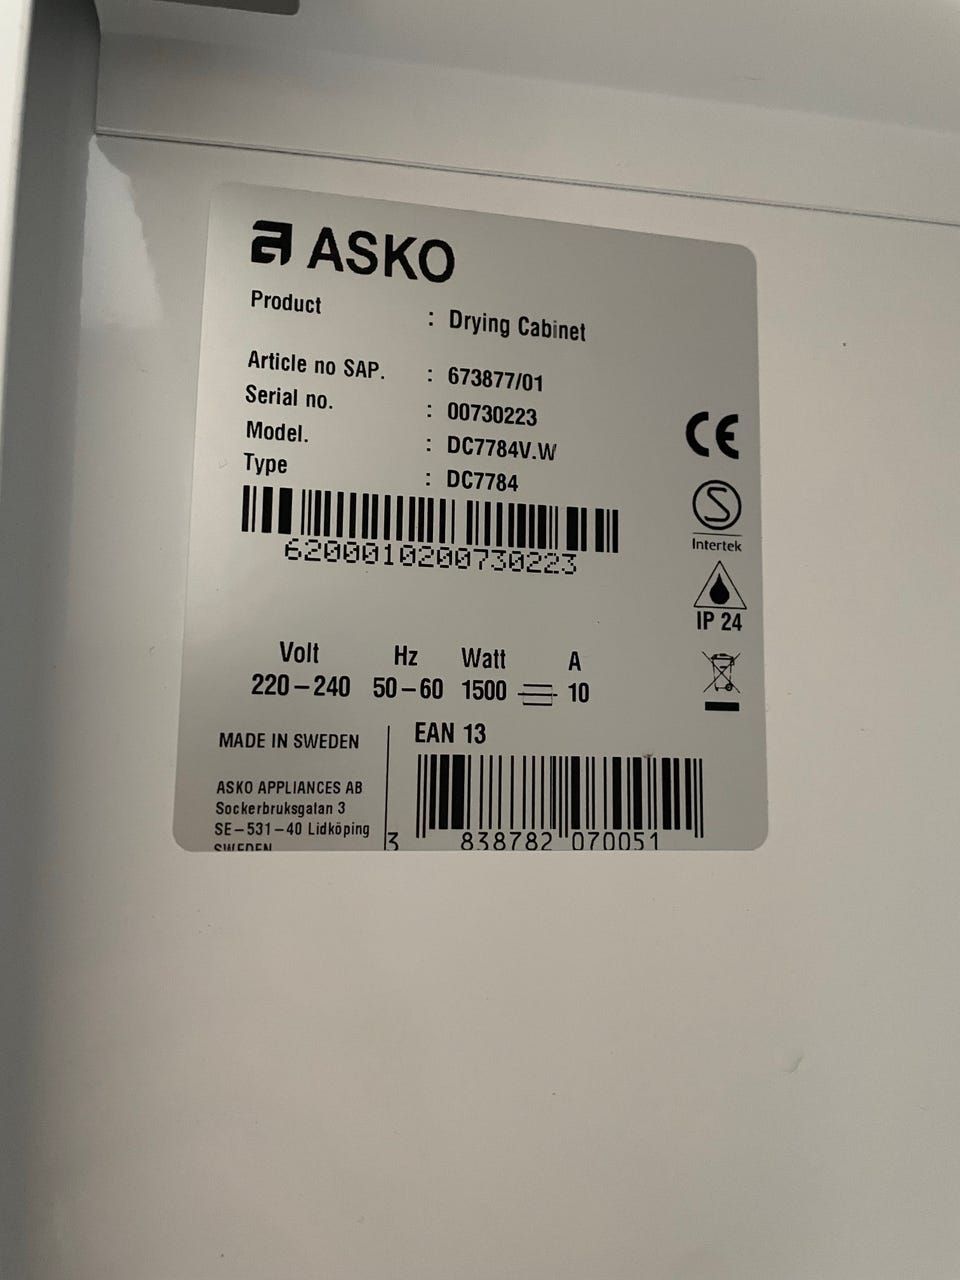 ASKO
Product : Drying Cabinet
Article no SAP. : 673877/01
Serial no. : 00730223
Model. : DC7784V.W
Type : DC7784
6200010200730223
CE
S
Intertek
IP 24
Volt Hz Watt A
220-240 50-60 1500 10
MADE IN SWEDEN
EAN 13
ASKO APPLIANCES AB
Sockerbruksgatan 3
SE-531-40 Lidköping
SWEDEN
3 838782 070051